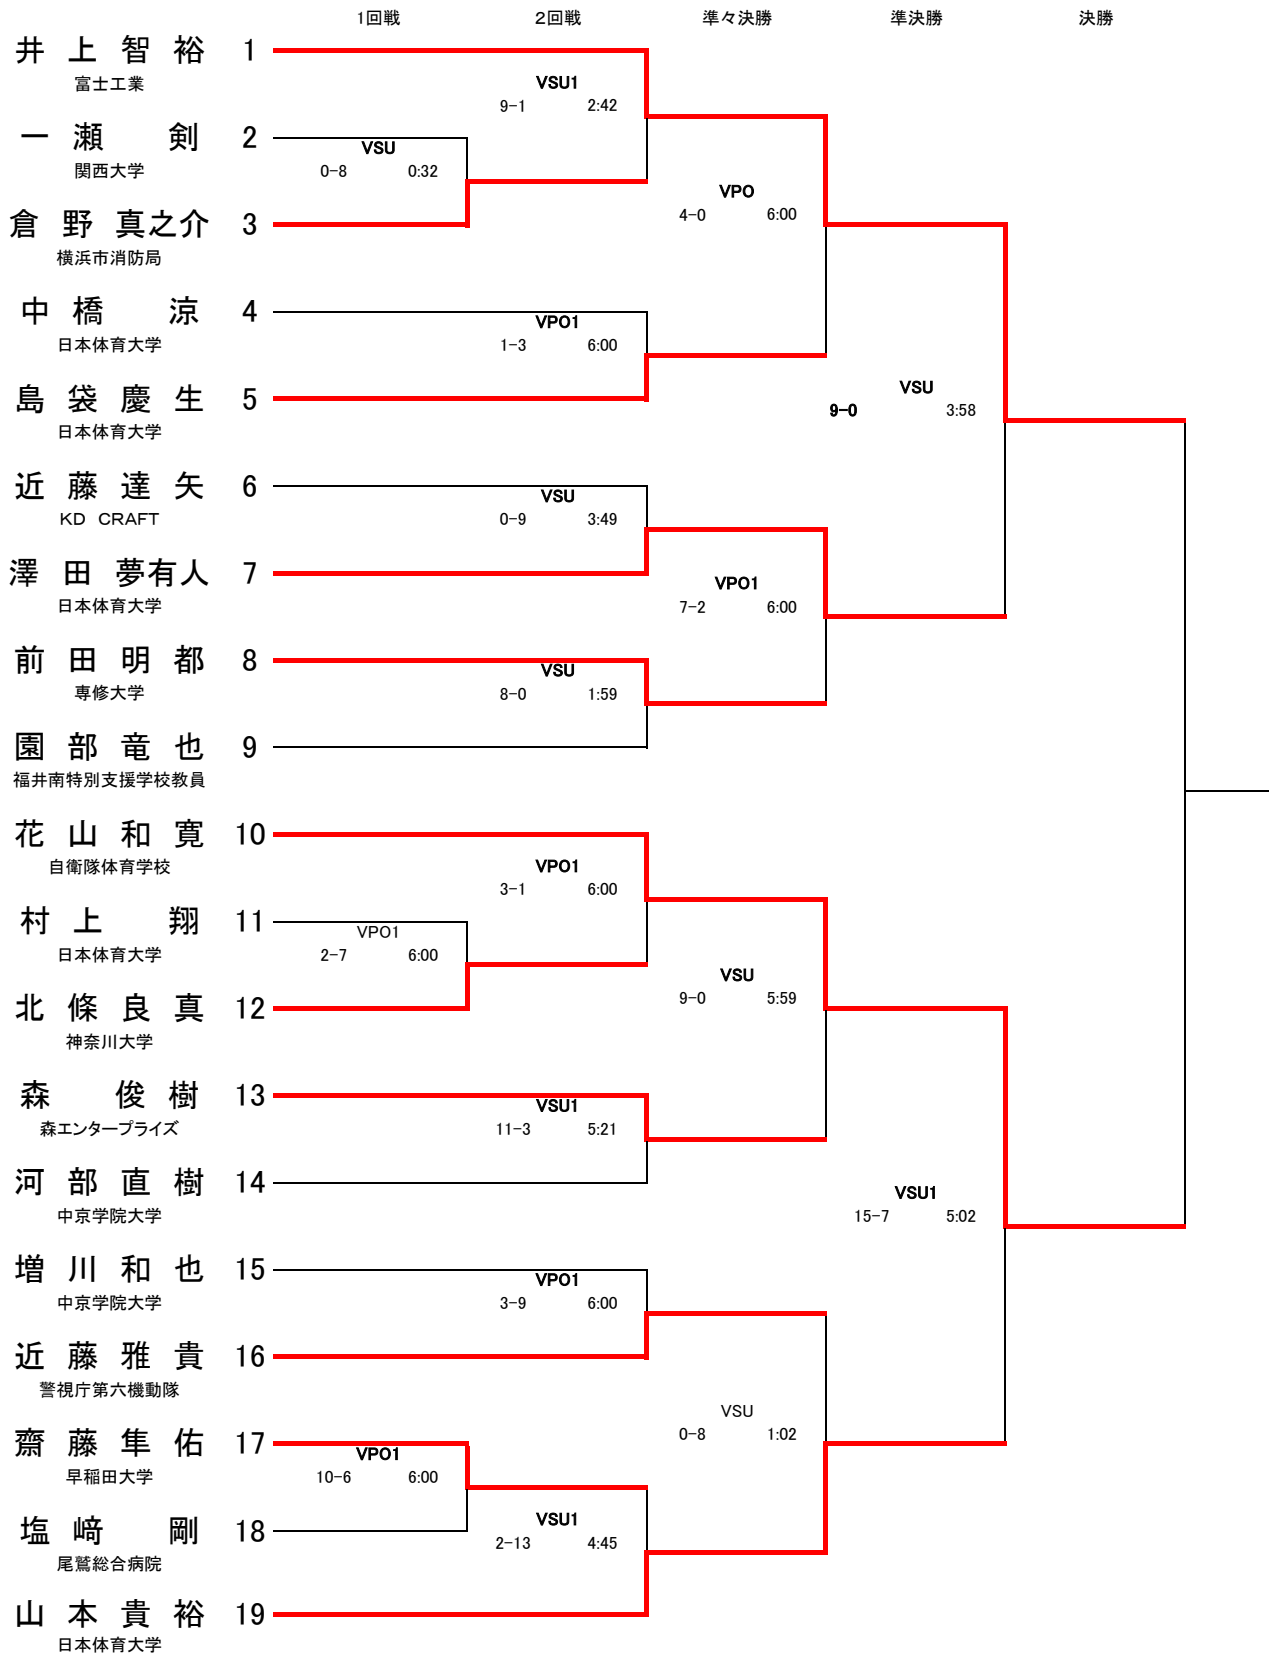 1回戦 2回戦 準々決勝 準決勝 決勝
井上智裕 1
富士工業
VSU1
9-1 2:42
一瀬剣 2
関西大学
VSU
0-8 0:32
VPO
4-0 6:00
倉野真之介 3
横浜市消防局
中橋涼 4
日本体育大学
VPO1
1-3 6:00
島袋慶生 5
日本体育大学
VSU
9-0 3:58
近藤達矢 6
KD CRAFT
VSU
0-9 3:49
澤田夢有人 7
日本体育大学
VPO1
7-2 6:00
前田明都 8
専修大学
VSU
8-0 1:59
園部竜也 9
福井南特別支援学校教員
花山和寛 10
自衛隊体育学校
VPO1
3-1 6:00
村上翔 11
日本体育大学
VPO1
2-7 6:00
VSU
9-0 5:59
北條良真 12
神奈川大学
森俊樹 13
森エンタープライズ
VSU1
11-3 5:21
河部直樹 14
中京学院大学
VSU1
15-7 5:02
増川和也 15
中京学院大学
VPO1
3-9 6:00
近藤雅貴 16
警視庁第六機動隊
VSU
0-8 1:02
齋藤隼佑 17
早稲田大学
VPO1
10-6 6:00
塩﨑剛 18
尾鷲総合病院
VSU1
2-13 4:45
山本貴裕 19
日本体育大学